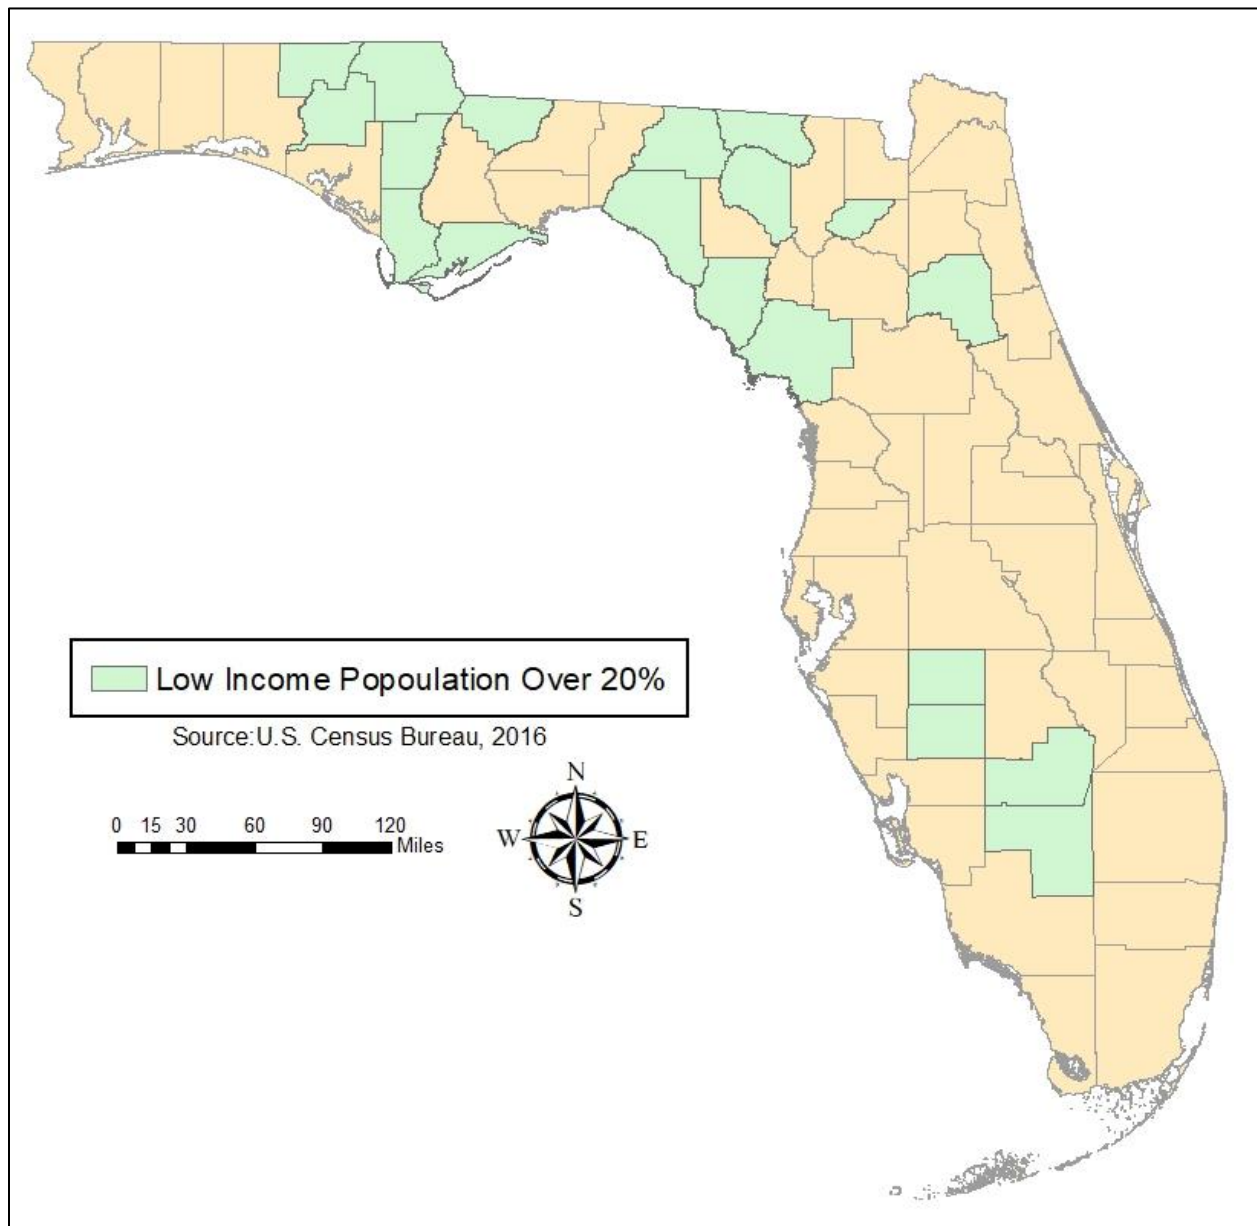 Low Income Popoulation Over 20%
Source:U.S. Census Bureau, 2016
N
W E
S
0 15 30 60 90 120
Miles